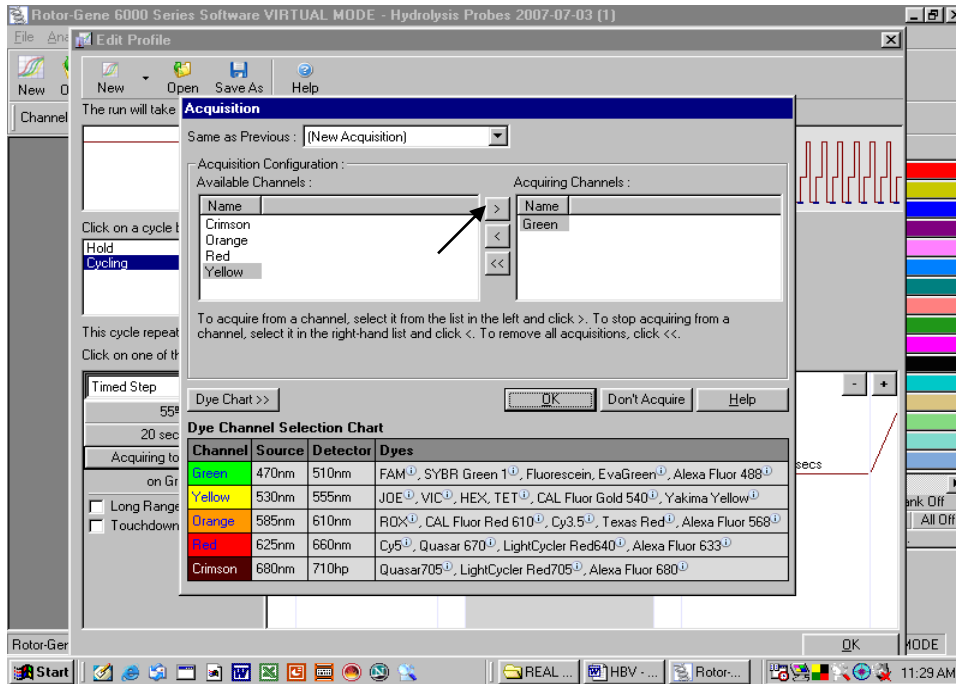 Rotor-Gene 6000 Series Software VIRTUAL MODE - Hydrolysis Probes 2007-07-03 (1)
File Ana
Edit Profile
New
New Open Save As Help
Channel
The run will take
Acquisition
Same as Previous : (New Acquisition)
Acquisition Configuration :
Available Channels :
Name
Crimson
Orange
Red
Yellow
>
<
<<
Acquiring Channels :
Name
Green
To acquire from a channel, select it from the list in the left and click >. To stop acquiring from a
channel, select it in the right-hand list and click <. To remove all acquisitions, click <<.
Dye Chart >> OK Don't Acquire Help
Dye Channel Selection Chart
Channel Source Detector Dyes
Green 470nm 510nm FAM, SYBR Green 1, Fluorescein, EvaGreen, Alexa Fluor 488
Yellow 530nm 555nm JOE, VIC, HEX, TET, CAL Fluor Gold 540, Yakima Yellow
Orange 585nm 610nm ROX, CAL Fluor Red 610, Cy3.5, Texas Red, Alexa Fluor 568
Red 625nm 660nm Cy5, Quasar 670, LightCycler Red640, Alexa Fluor 633
Crimson 680nm 710hp Quasar705, LightCycler Red705, Alexa Fluor 680
Click on a cycle
Hold
Cycling
This cycle repeat
Click on one of th
Timed Step
55º
20 sec
Acquiring to
on Gr
Long Range
Touchdown
- +
secs
ank Off
All Off
OK
Rotor-Ger
MODE
Start
REAL ... HBV - ... Rotor-...
11:29 AM